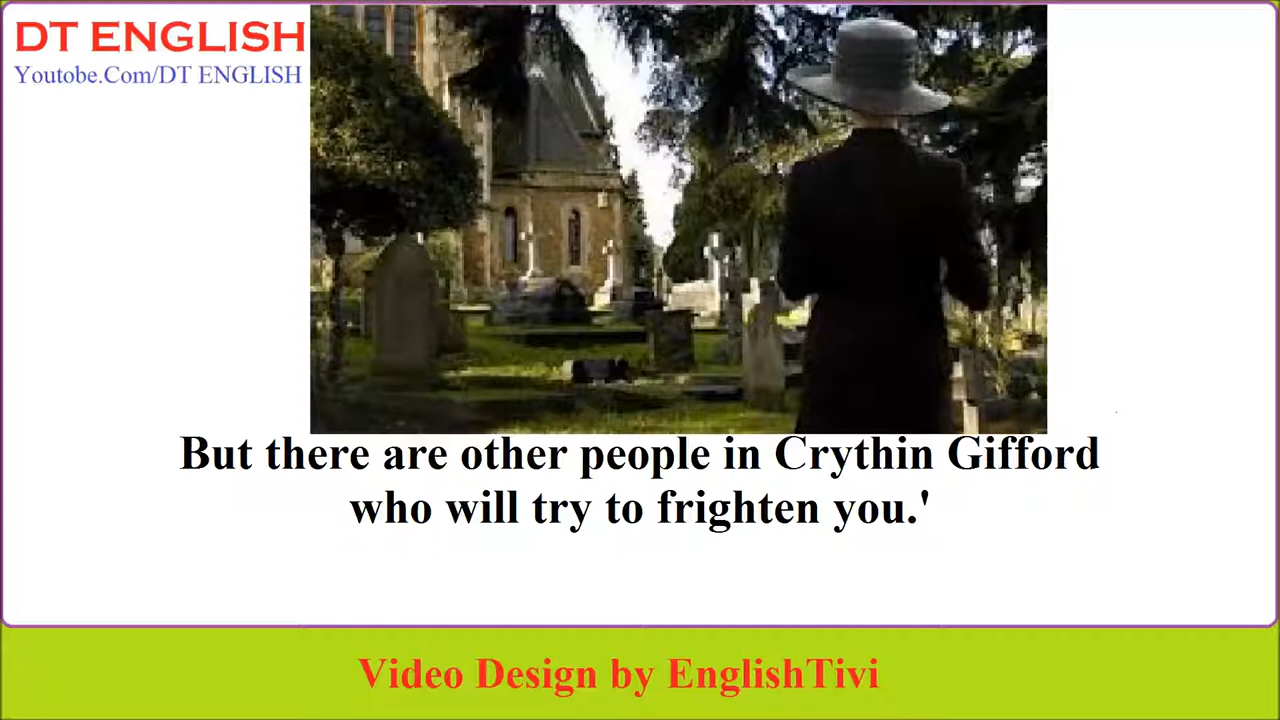 DT ENGLISH
Youtobe.Com/DT ENGLISH
But there are other people in Crythin Gifford
who will try to frighten you.'
Video Design by EnglishTivi